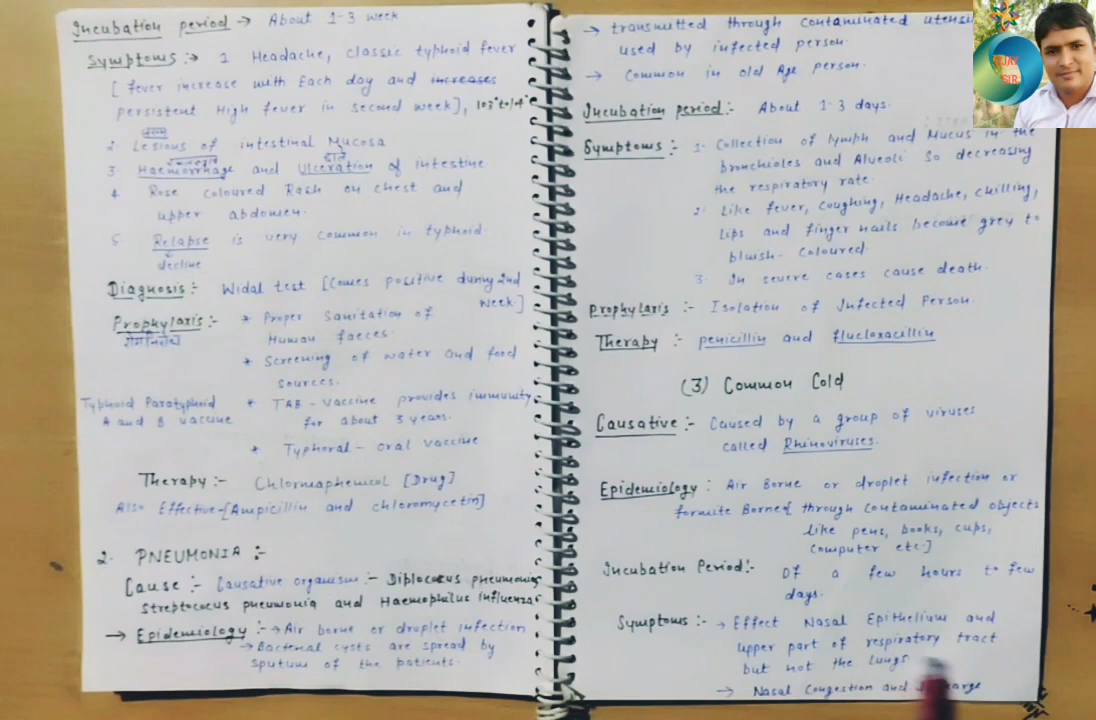 Incubation period → About 1-3 week
Symptoms :→ 1 Headache, classic typhoid fever
[ fever increase with Each day and increases
persistent High fever in second week], 103° to 104°
2. Lesions of intestinal Mucosa
3. Haemorrhage and Ulceration of intestine
4. Rose coloured Rash on chest and
upper abdomen.
5. Relapse is very common in typhoid.
decline
Diagnosis :- Widal test [Comes positive during 2nd
Week]
Prophylaxis :- * Proper Sanitation of
Human faeces.
* Screening of water and food
sources.
Typhoid Paratyphoid
A and B vaccine
* TAB - vaccine provides immunity
for about 3 years.
* Typhoral - oral vaccine
Therapy :- Chlormaphenicol [Drug]
Also Effective - [Ampicillin and chloromycetin]
2. PNEUMONIA :-
Cause :- Causative organism :- Diplococus pneumonia
Streptococus pneumonia and Haemophilus influenzae
→ Epidemiology :- → Air borne or droplet infection
→ Bacterial cysts are spread by
sputum of the patients.
→ transmitted through contaminated
used by infected person.
→ Common in old Age person.
Incubation period :- About 1-3 days.
Symptoms :- 1. Collection of lymph and Mucus in the
bronchioles and Alveoli so decreasing
the respiratory rate.
2. Like fever, coughing, Headache, chilling,
lips and finger nails become grey to
bluish - coloured.
3. In severe cases cause death.
Prophylaxis :- Isolation of Infected Person.
Therapy :- penicillin and flucloxacillin
(3) Common Cold
Causative :- Caused by a group of viruses
called Rhinoviruses.
Epidemiology : Air Borne or droplet infection or
formite Borne [ through contaminated objects
like pens, books, cups,
computer etc]
Incubation Period :- Of a few hours to few
days.
Symptoms :- → Effect Nasal Epithelium and
upper part of respiratory tract
but not the lungs.
→ Nasal Congestion and
SIR